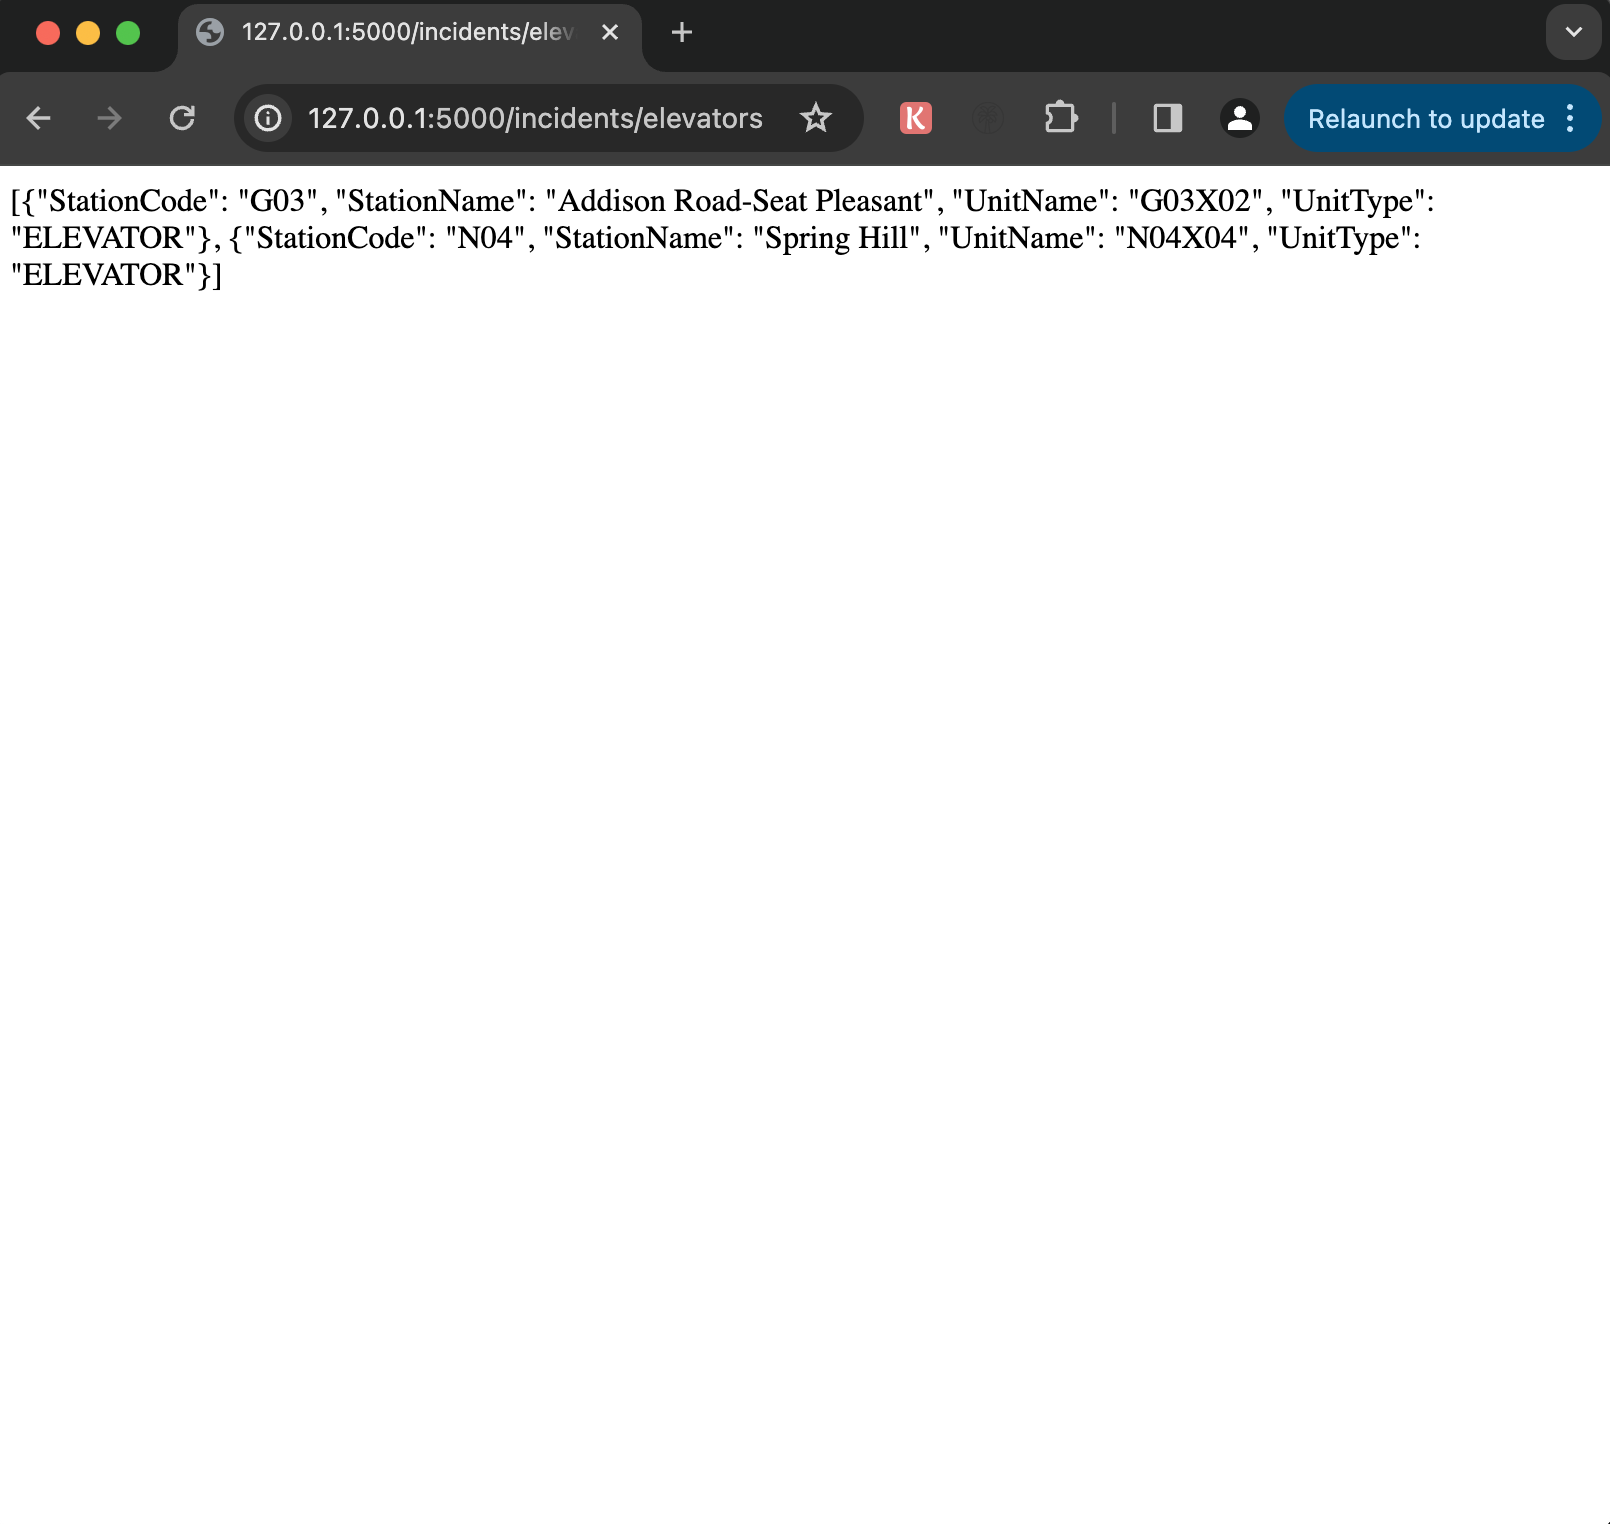 127.0.0.1:5000/incidents/elev
127.0.0.1:5000/incidents/elevators
K
Relaunch to update
[{"StationCode": "G03", "StationName": "Addison Road-Seat Pleasant", "UnitName": "G03X02", "UnitType":
"ELEVATOR"}, {"StationCode": "N04", "StationName": "Spring Hill", "UnitName": "N04X04", "UnitType":
"ELEVATOR"}]